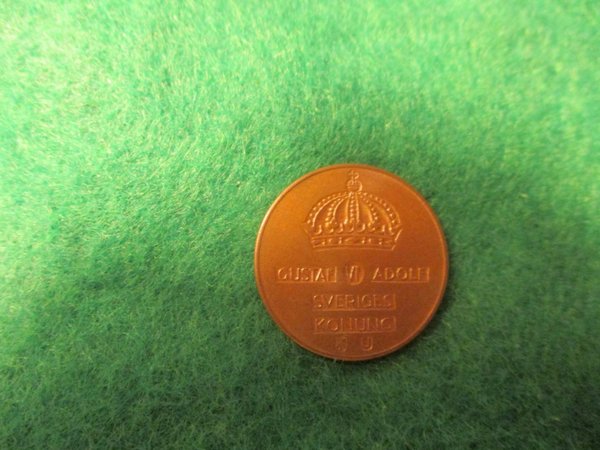 GUSTAF VI ADOLF
SVERIGES
KONUNG
U